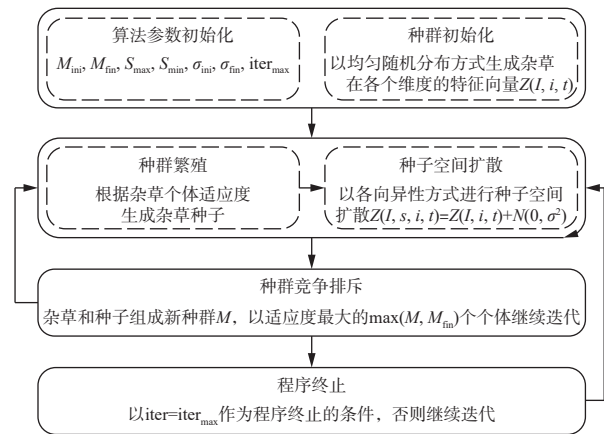 算法参数初始化
M_ini, M_fin, S_max, S_min, σ_ini, σ_fin, iter_max
种群初始化
以均匀随机分布方式生成杂草
在各个维度的特征向量Z(I, i, t)
种群繁殖
根据杂草个体适应度
生成杂草种子
种子空间扩散
以各向异性方式进行种子空间
扩散Z(I, s, i, t)=Z(I, i, t)+N(0, σ²)
种群竞争排斥
杂草和种子组成新种群M，以适应度最大的max(M, M_fin)个个体继续迭代
程序终止
以iter=iter_max作为程序终止的条件，否则继续迭代